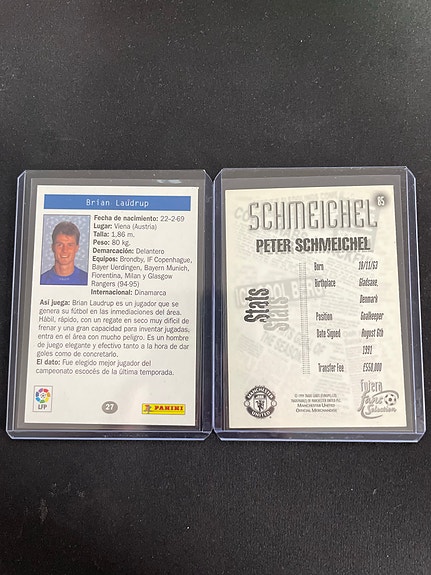 Brian Laudrup
Fecha de nacimiento: 22-2-69
Lugar: Viena (Austria)
Talla: 1,86 m.
Peso: 80 kg.
Demarcación: Delantero
Equipos: Brondby, IF Copenhague,
Bayer Uerdingen, Bayern Munich,
Fiorentina, Milan y Glasgow
Rangers (94-95)
Internacional: Dinamarca
Así juega: Brian Laudrup es un jugador que se
genera su fútbol en las inmediaciones del área.
Hábil, rápido, con un regate en seco muy difícil de
frenar y una gran capacidad para inventar jugadas,
entra en el área con mucho peligro. Es un hombre
de juego elegante y efectivo tanto a la hora de dar
goles como de concretarlo.
El dato: Fue elegido mejor jugador del
campeonato escocés de la última temporada.
LFP
27
PANINI
85
SCHMEICHEL
PETER SCHMEICHEL
Stats
Stats
Born 18/11/63
Birthplace Gladsaxe,
Denmark
Position Goalkeeper
Date Signed August 6th
1991
Transfer Fee £550,000
MANCHESTER
UNITED
MANCHESTER UNITED
OFFICIAL MERCHANDISE
Futera
Fans
Selection